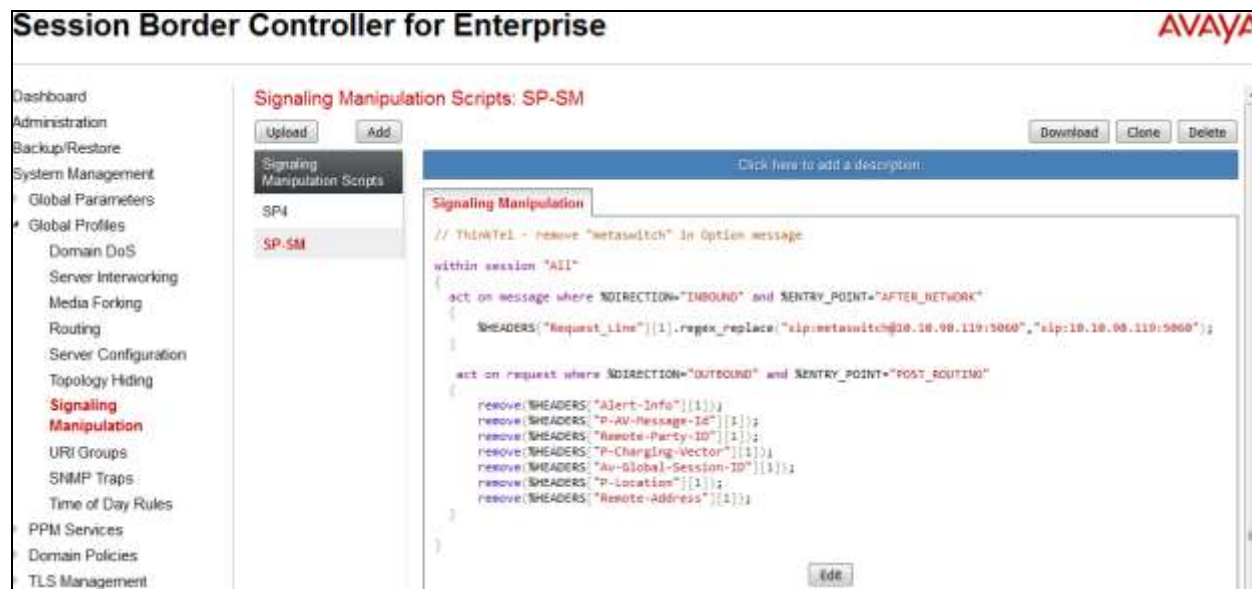 Session Border Controller for Enterprise
AVAYA
Dashboard
Administration
Backup/Restore
System Management
Global Parameters
Global Profiles
Domain DoS
Server Interworking
Media Forking
Routing
Server Configuration
Topology Hiding
Signaling
Manipulation
URI Groups
SNMP Traps
Time of Day Rules
PPM Services
Domain Policies
TLS Management
Signaling Manipulation Scripts: SP-SM
Upload
Add
Download
Clone
Delete
Signaling
Manipulation Scripts
SP4
SP-SM
Click here to add a description.
Signaling Manipulation
// ThinkTel - remove "metaswitch" in Option message
within session "All"
{
act on message where %DIRECTION="INBOUND" and %ENTRY_POINT="AFTER_NETWORK"
{
%HEADERS["Request_Line"][1].regex_replace("sip:metaswitch@10.10.98.119:5060","sip:10.10.98.119:5060");
}
act on request where %DIRECTION="OUTBOUND" and %ENTRY_POINT="POST_ROUTING"
{
remove(%HEADERS["Alert-Info"][1]);
remove(%HEADERS["P-AV-Message-Id"][1]);
remove(%HEADERS["Remote-Party-ID"][1]);
remove(%HEADERS["P-Charging-Vector"][1]);
remove(%HEADERS["Av-Global-Session-ID"][1]);
remove(%HEADERS["P-Location"][1]);
remove(%HEADERS["Remote-Address"][1]);
}
}
Edit